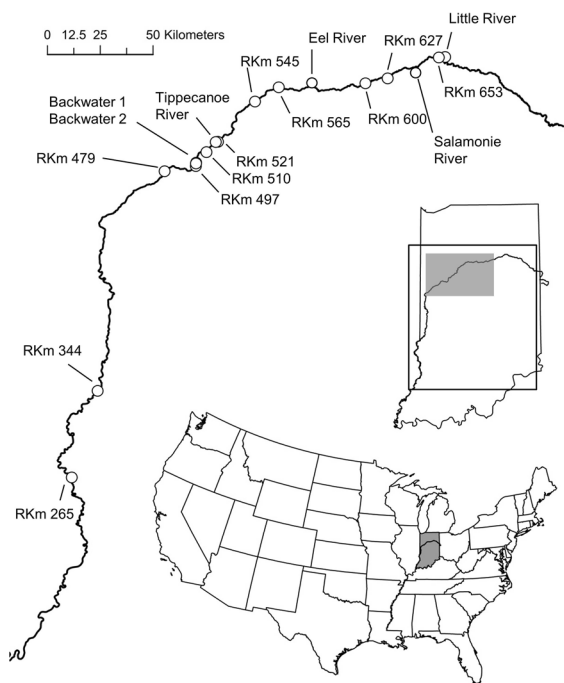 0 12.5 25 50 Kilometers
Little River
Eel River
RKm 627
RKm 545
RKm 653
Tippecanoe
River
Backwater 1
Backwater 2
RKm 565
RKm 600
Salamonie
River
RKm 479
RKm 521
RKm 510
RKm 497
RKm 344
RKm 265